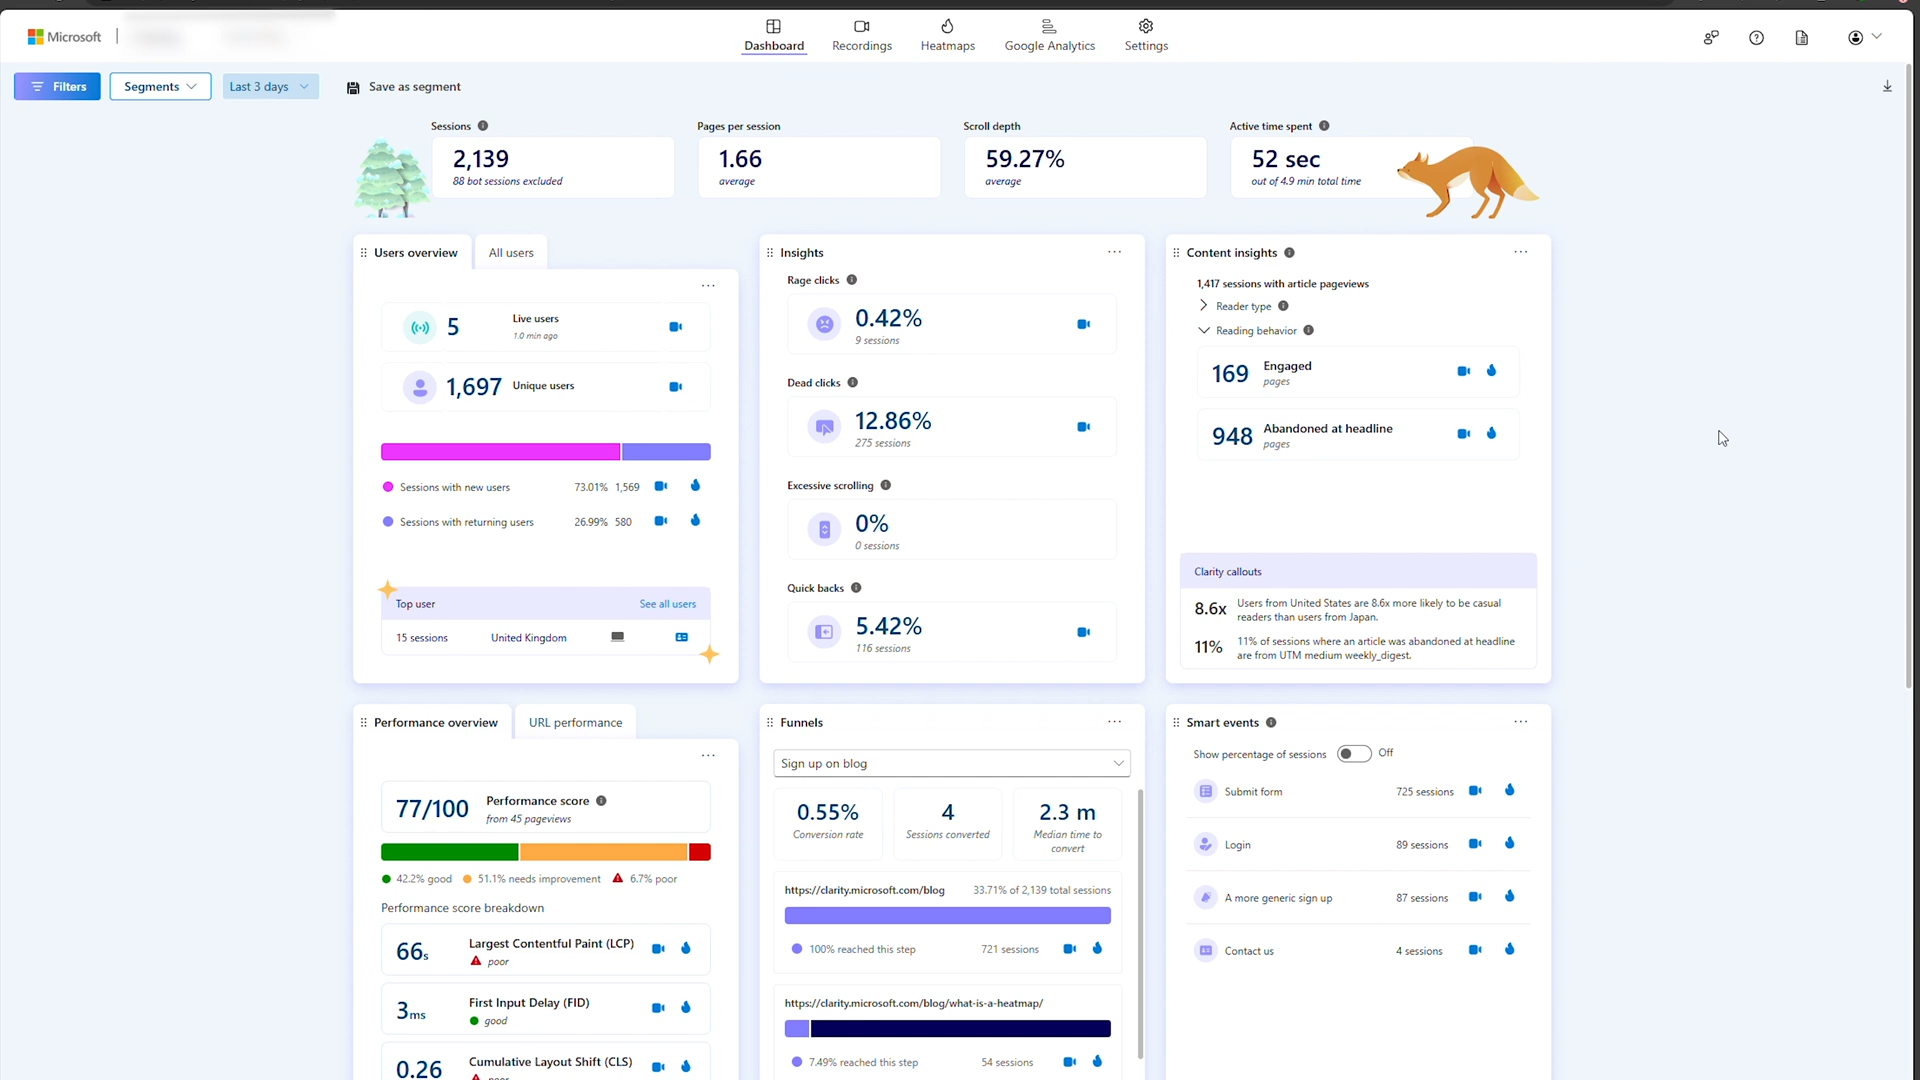 Microsoft
Dashboard
Recordings
Heatmaps
Google Analytics
Settings
Filters
Segments
Last 3 days
Save as segment
Sessions
2,139
88 bot sessions excluded
Pages per session
1.66
average
Scroll depth
59.27%
average
Active time spent
52 sec
out of 4.9 min total time
Users overview
All users
5
Live users
1.0 min ago
1,697
Unique users
Sessions with new users 73.01% 1,569
Sessions with returning users 26.99% 580
Top user
See all users
15 sessions United Kingdom
Insights
Rage clicks
0.42%
9 sessions
Dead clicks
12.86%
275 sessions
Excessive scrolling
0%
0 sessions
Quick backs
5.42%
116 sessions
Content insights
1,417 sessions with article pageviews
Reader type
Reading behavior
169
Engaged
pages
948
Abandoned at headline
pages
Clarity callouts
8.6x
Users from United States are 8.6x more likely to be casual
readers than users from Japan.
11%
11% of sessions where an article was abandoned at headline
are from UTM medium weekly_digest.
Performance overview
URL performance
77/100
Performance score
from 45 pageviews
42.2% good 51.1% needs improvement 6.7% poor
Performance score breakdown
66s
Largest Contentful Paint (LCP)
poor
3ms
First Input Delay (FID)
good
0.26
Cumulative Layout Shift (CLS)
poor
Funnels
Sign up on blog
0.55%
Conversion rate
4
Sessions converted
2.3 m
Median time to
convert
https://clarity.microsoft.com/blog 33.71% of 2,139 total sessions
100% reached this step 721 sessions
https://clarity.microsoft.com/blog/what-is-a-heatmap/
7.49% reached this step 54 sessions
Smart events
Show percentage of sessions Off
Submit form 725 sessions
Login 89 sessions
A more generic sign up 87 sessions
Contact us 4 sessions